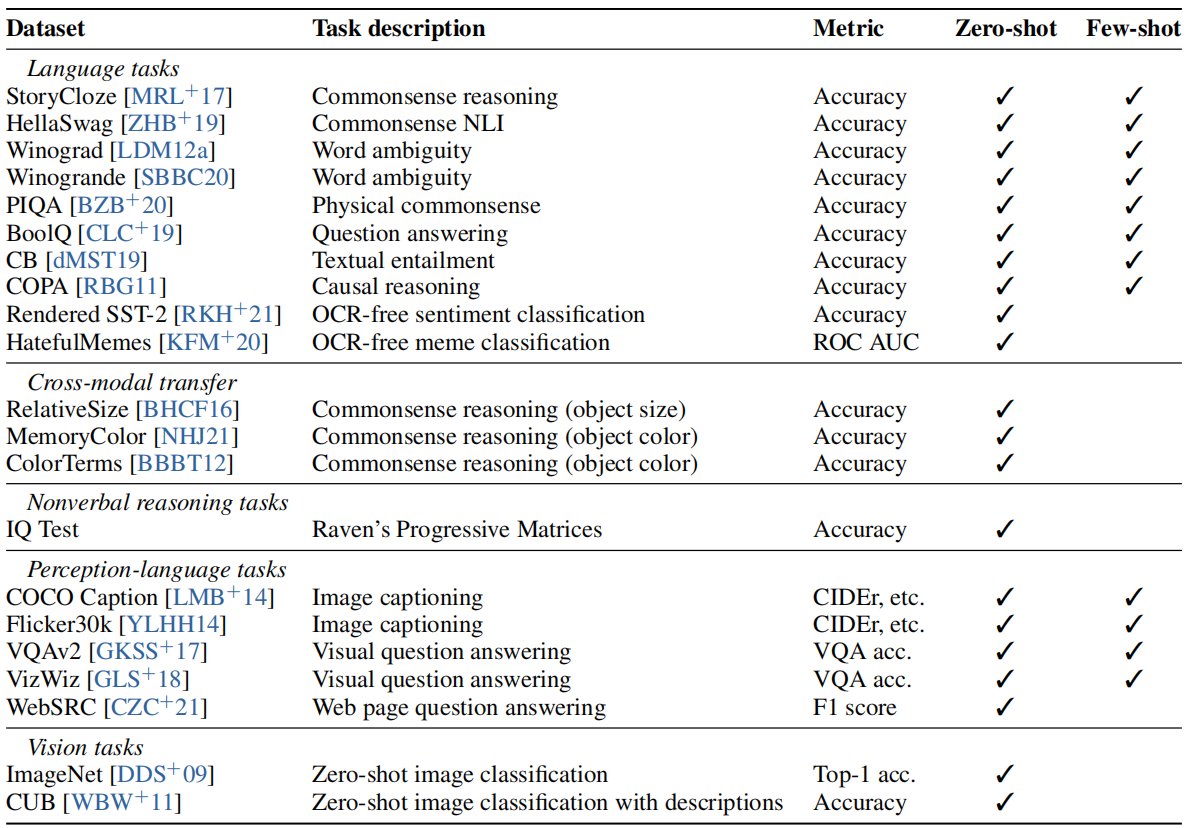 Dataset Task description Metric Zero-shot Few-shot
Language tasks
StoryCloze [MRL+17] Commonsense reasoning Accuracy ✓ ✓
HellaSwag [ZHB+19] Commonsense NLI Accuracy ✓ ✓
Winograd [LDM12a] Word ambiguity Accuracy ✓ ✓
Winogrande [SBBC20] Word ambiguity Accuracy ✓ ✓
PIQA [BZB+20] Physical commonsense Accuracy ✓ ✓
BoolQ [CLC+19] Question answering Accuracy ✓ ✓
CB [dMST19] Textual entailment Accuracy ✓ ✓
COPA [RBG11] Causal reasoning Accuracy ✓ ✓
Rendered SST-2 [RKH+21] OCR-free sentiment classification Accuracy ✓
HatefulMemes [KFM+20] OCR-free meme classification ROC AUC ✓
Cross-modal transfer
RelativeSize [BHCF16] Commonsense reasoning (object size) Accuracy ✓
MemoryColor [NHJ21] Commonsense reasoning (object color) Accuracy ✓
ColorTerms [BBBT12] Commonsense reasoning (object color) Accuracy ✓
Nonverbal reasoning tasks
IQ Test Raven's Progressive Matrices Accuracy ✓
Perception-language tasks
COCO Caption [LMB+14] Image captioning CIDEr, etc. ✓ ✓
Flicker30k [YLHH14] Image captioning CIDEr, etc. ✓ ✓
VQAv2 [GKSS+17] Visual question answering VQA acc. ✓ ✓
VizWiz [GLS+18] Visual question answering VQA acc. ✓ ✓
WebSRC [CZC+21] Web page question answering F1 score ✓
Vision tasks
ImageNet [DDS+09] Zero-shot image classification Top-1 acc. ✓
CUB [WBW+11] Zero-shot image classification with descriptions Accuracy ✓